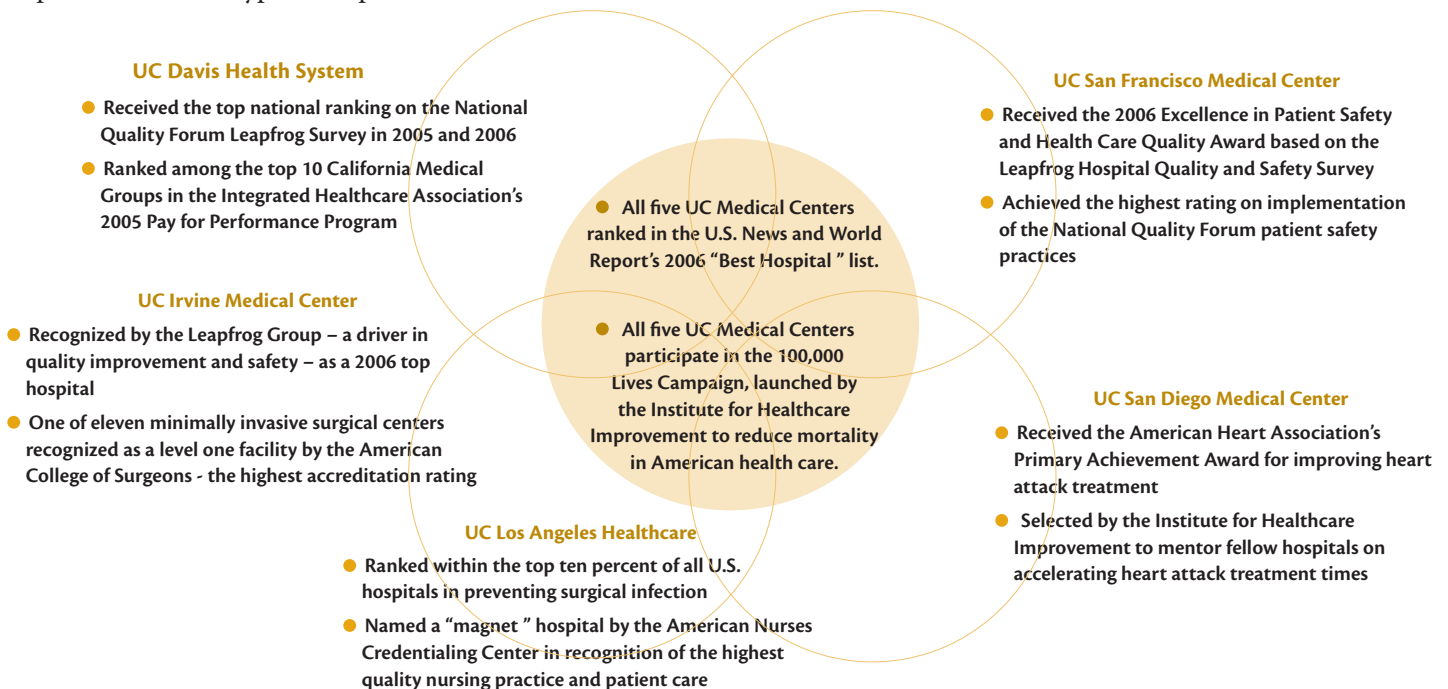 UC Davis Health System
● Received the top national ranking on the National
Quality Forum Leapfrog Survey in 2005 and 2006
● Ranked among the top 10 California Medical
Groups in the Integrated Healthcare Association's
2005 Pay for Performance Program
UC San Francisco Medical Center
● Received the 2006 Excellence in Patient Safety
and Health Care Quality Award based on the
Leapfrog Hospital Quality and Safety Survey
● Achieved the highest rating on implementation
of the National Quality Forum patient safety
practices
● All five UC Medical Centers
ranked in the U.S. News and World
Report's 2006 “Best Hospital ” list.
● All five UC Medical Centers
participate in the 100,000
Lives Campaign, launched by
the Institute for Healthcare
Improvement to reduce mortality
in American health care.
UC Irvine Medical Center
● Recognized by the Leapfrog Group – a driver in
quality improvement and safety – as a 2006 top
hospital
● One of eleven minimally invasive surgical centers
recognized as a level one facility by the American
College of Surgeons - the highest accreditation rating
UC San Diego Medical Center
● Received the American Heart Association's
Primary Achievement Award for improving heart
attack treatment
● Selected by the Institute for Healthcare
Improvement to mentor fellow hospitals on
accelerating heart attack treatment times
UC Los Angeles Healthcare
● Ranked within the top ten percent of all U.S.
hospitals in preventing surgical infection
● Named a “magnet ” hospital by the American Nurses
Credentialing Center in recognition of the highest
quality nursing practice and patient care